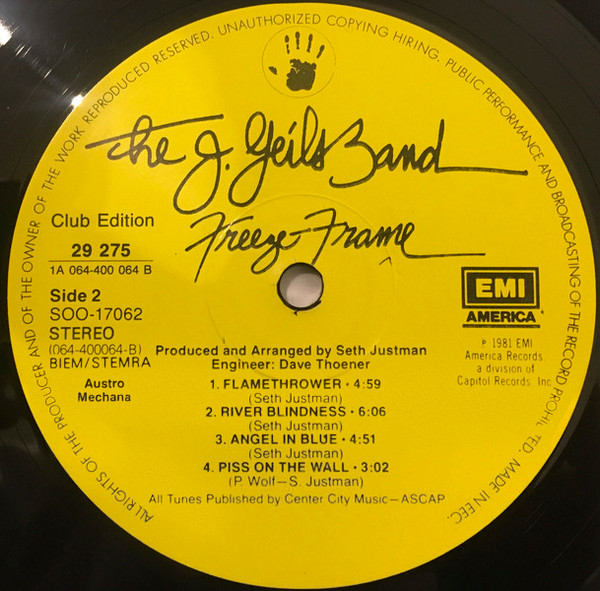 ALL RIGHTS OF THE PRODUCER AND OF THE OWNER OF THE WORK REPRODUCED RESERVED. UNAUTHORIZED COPYING HIRING, PUBLIC PERFORMANCE AND BROADCASTING OF THE RECORD PROHI TED. MADE IN EEC.
The J. Geils Band
Freeze-Frame
Club Edition
29 275
1A 064-400 064 B
Side 2
SOO-17062
STEREO
(064-400064-B)
BIEM/STEMRA
Austro
Mechana
EMI
AMERICA
℗ 1981 EMI
America Records
a division of
Capitol Records, Inc
Produced and Arranged by Seth Justman
Engineer: Dave Thoener
1. FLAMETHROWER • 4:59
(Seth Justman)
2. RIVER BLINDNESS • 6:06
(Seth Justman)
3. ANGEL IN BLUE • 4:51
(Seth Justman)
4. PISS ON THE WALL • 3:02
(P. Wolf—S. Justman)
All Tunes Published by Center City Music—ASCAP